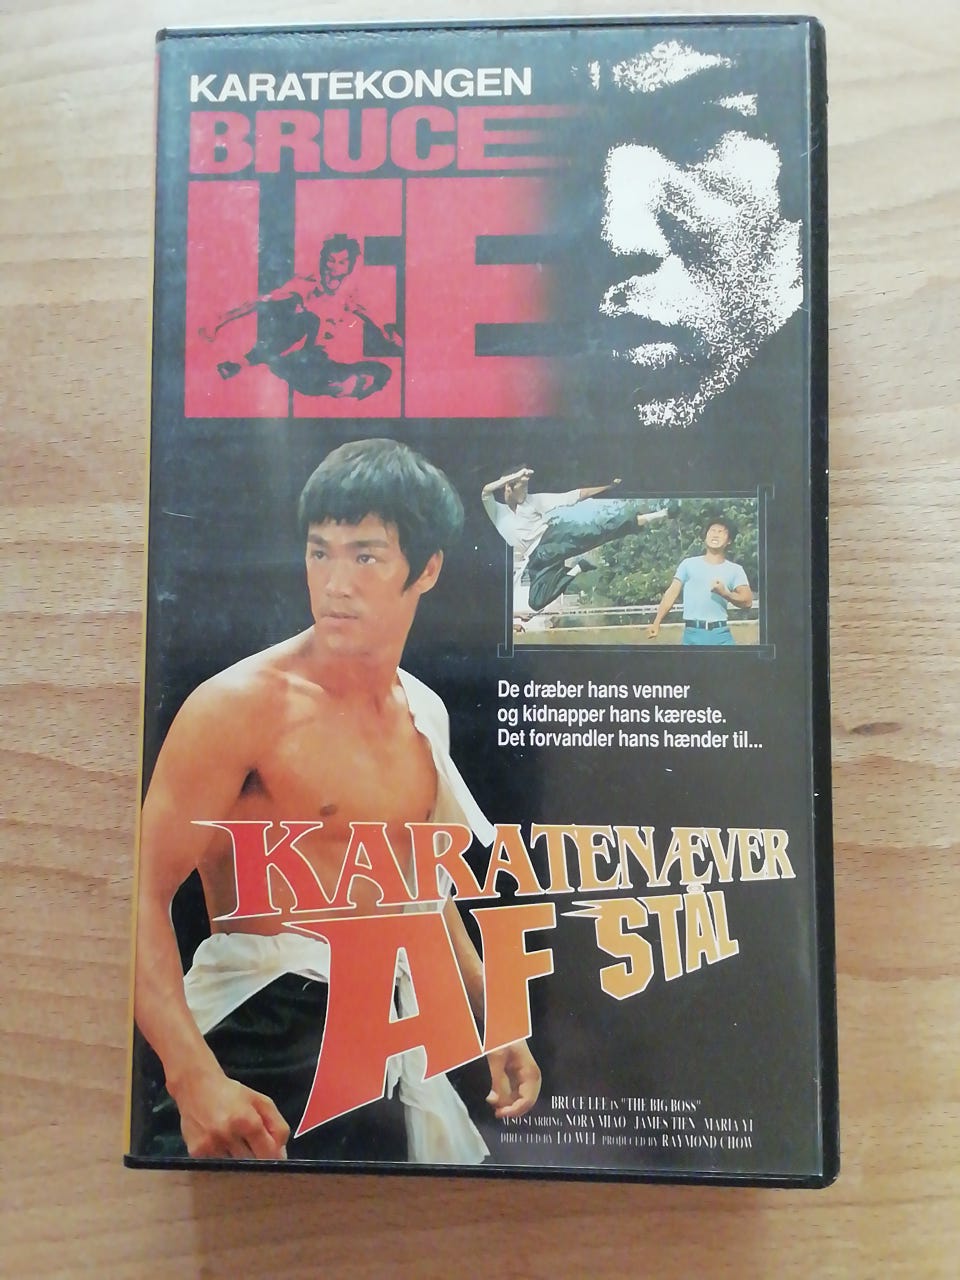 KARATEKONGEN
BRUCE
LEE
De dræber hans venner
og kidnapper hans kæreste.
Det forvandler hans hænder til...
KARATENÆVER
AF STÅL
BRUCE LEE IN "THE BIG BOSS"
ALSO STARRING NORA MIAO JAMES TIEN MARIA YI
DIRECTED BY LO WEI PRODUCED BY RAYMOND CHOW